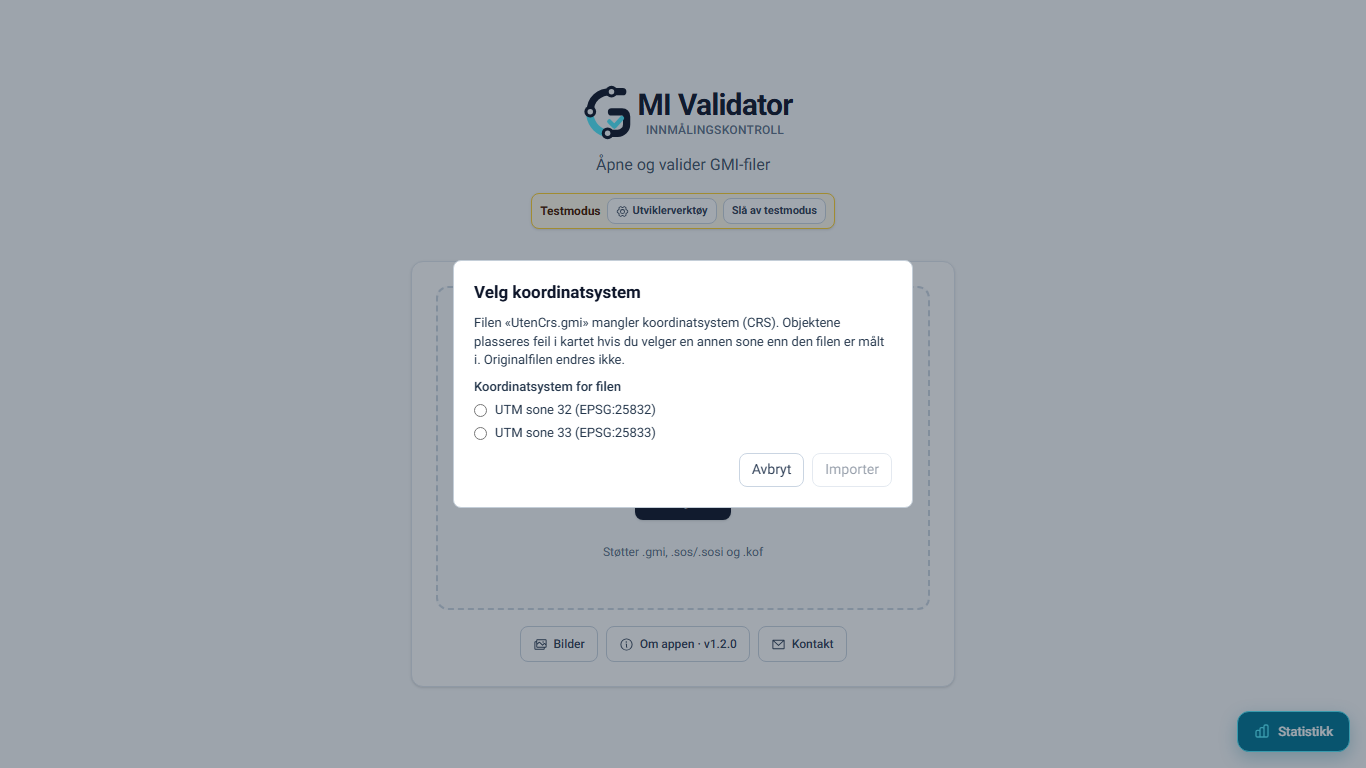 MI Validator
INNMÅLINGSKONTROLL
Åpne og valider GMI-filer
Testmodus
Utviklerverktøy
Slå av testmodus
Velg koordinatsystem
Filen «UtenCrs.gmi» mangler koordinatsystem (CRS). Objektene
plasseres feil i kartet hvis du velger en annen sone enn den filen er målt
i. Originalfilen endres ikke.
Koordinatsystem for filen
UTM sone 32 (EPSG:25832)
UTM sone 33 (EPSG:25833)
Avbryt
Importer
Støtter .gmi, .sos/.sosi og .kof
Bilder
Om appen · v1.2.0
Kontakt
Statistikk